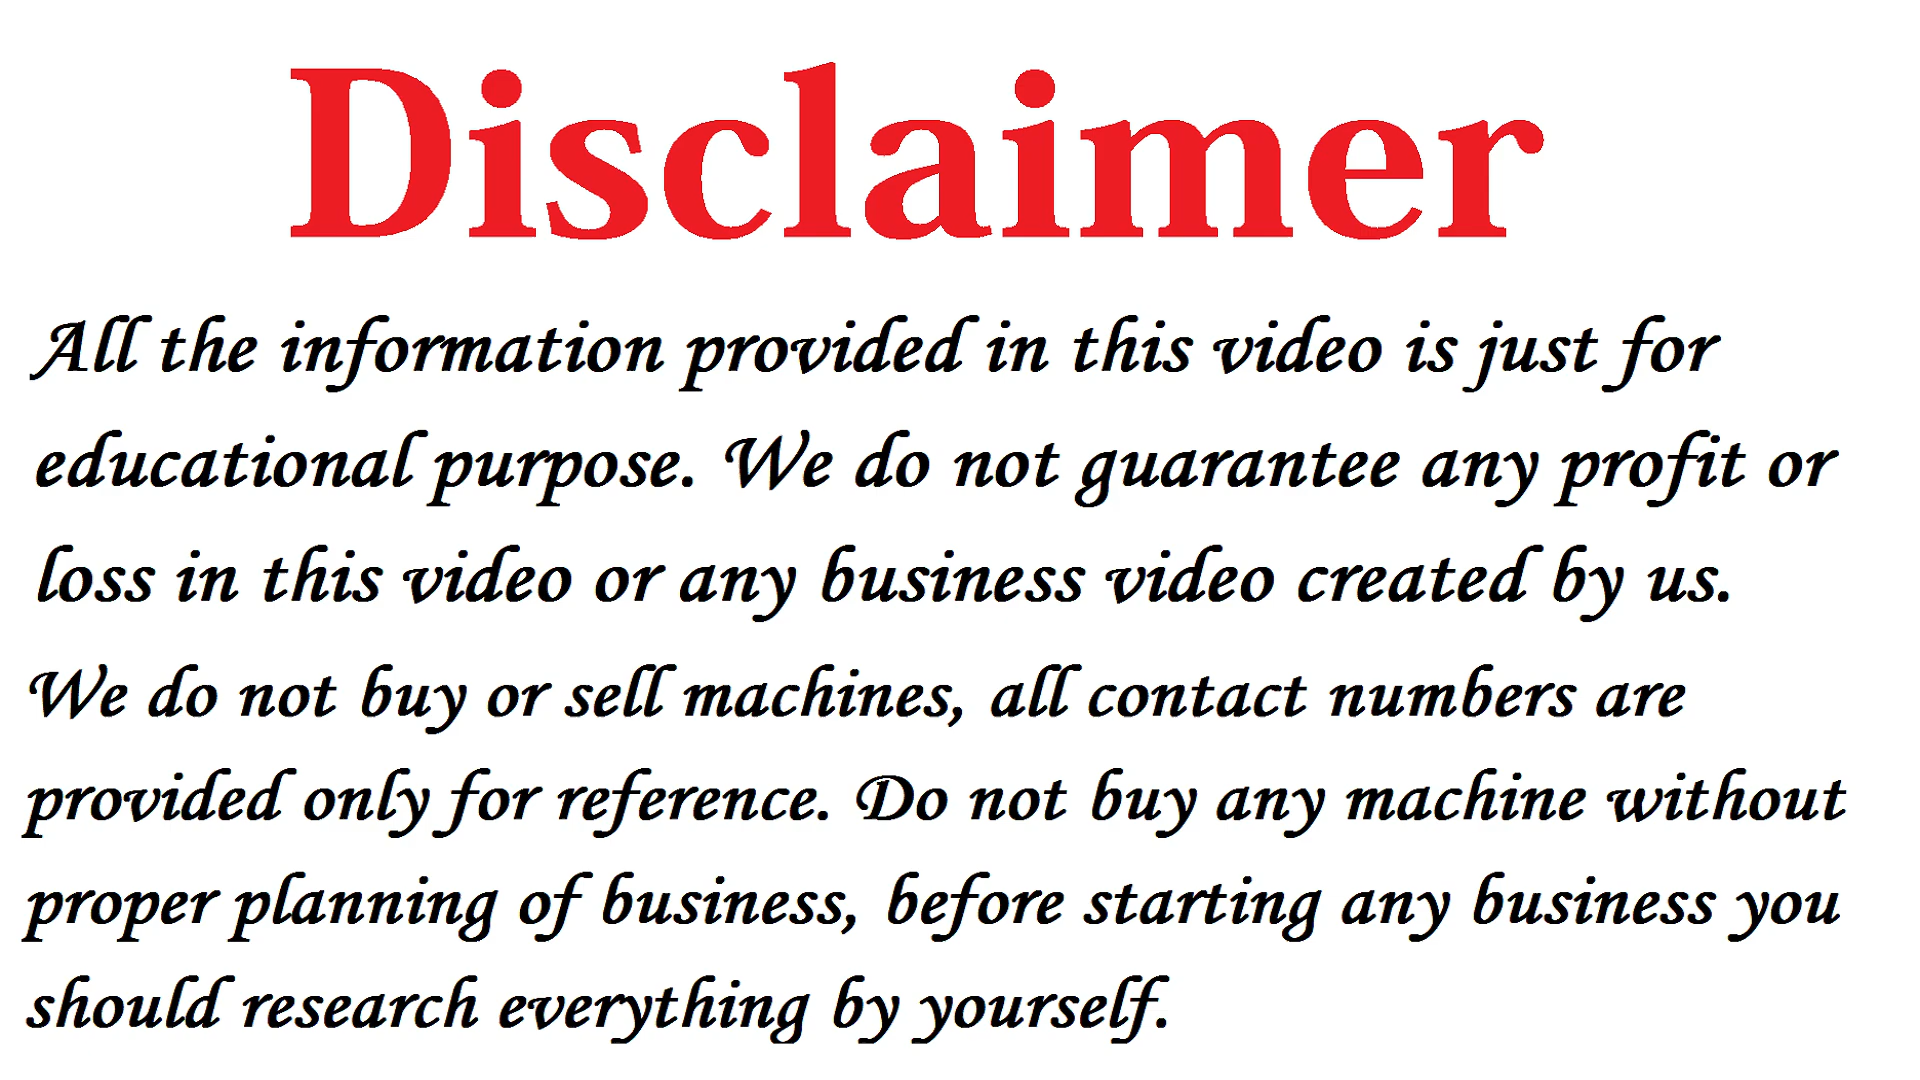 Disclaimer
All the information provided in this video is just for
educational purpose. We do not guarantee any profit or
loss in this video or any business video created by us.
We do not buy or sell machines, all contact numbers are
provided only for reference. Do not buy any machine without
proper planning of business, before starting any business you
should research everything by yourself.